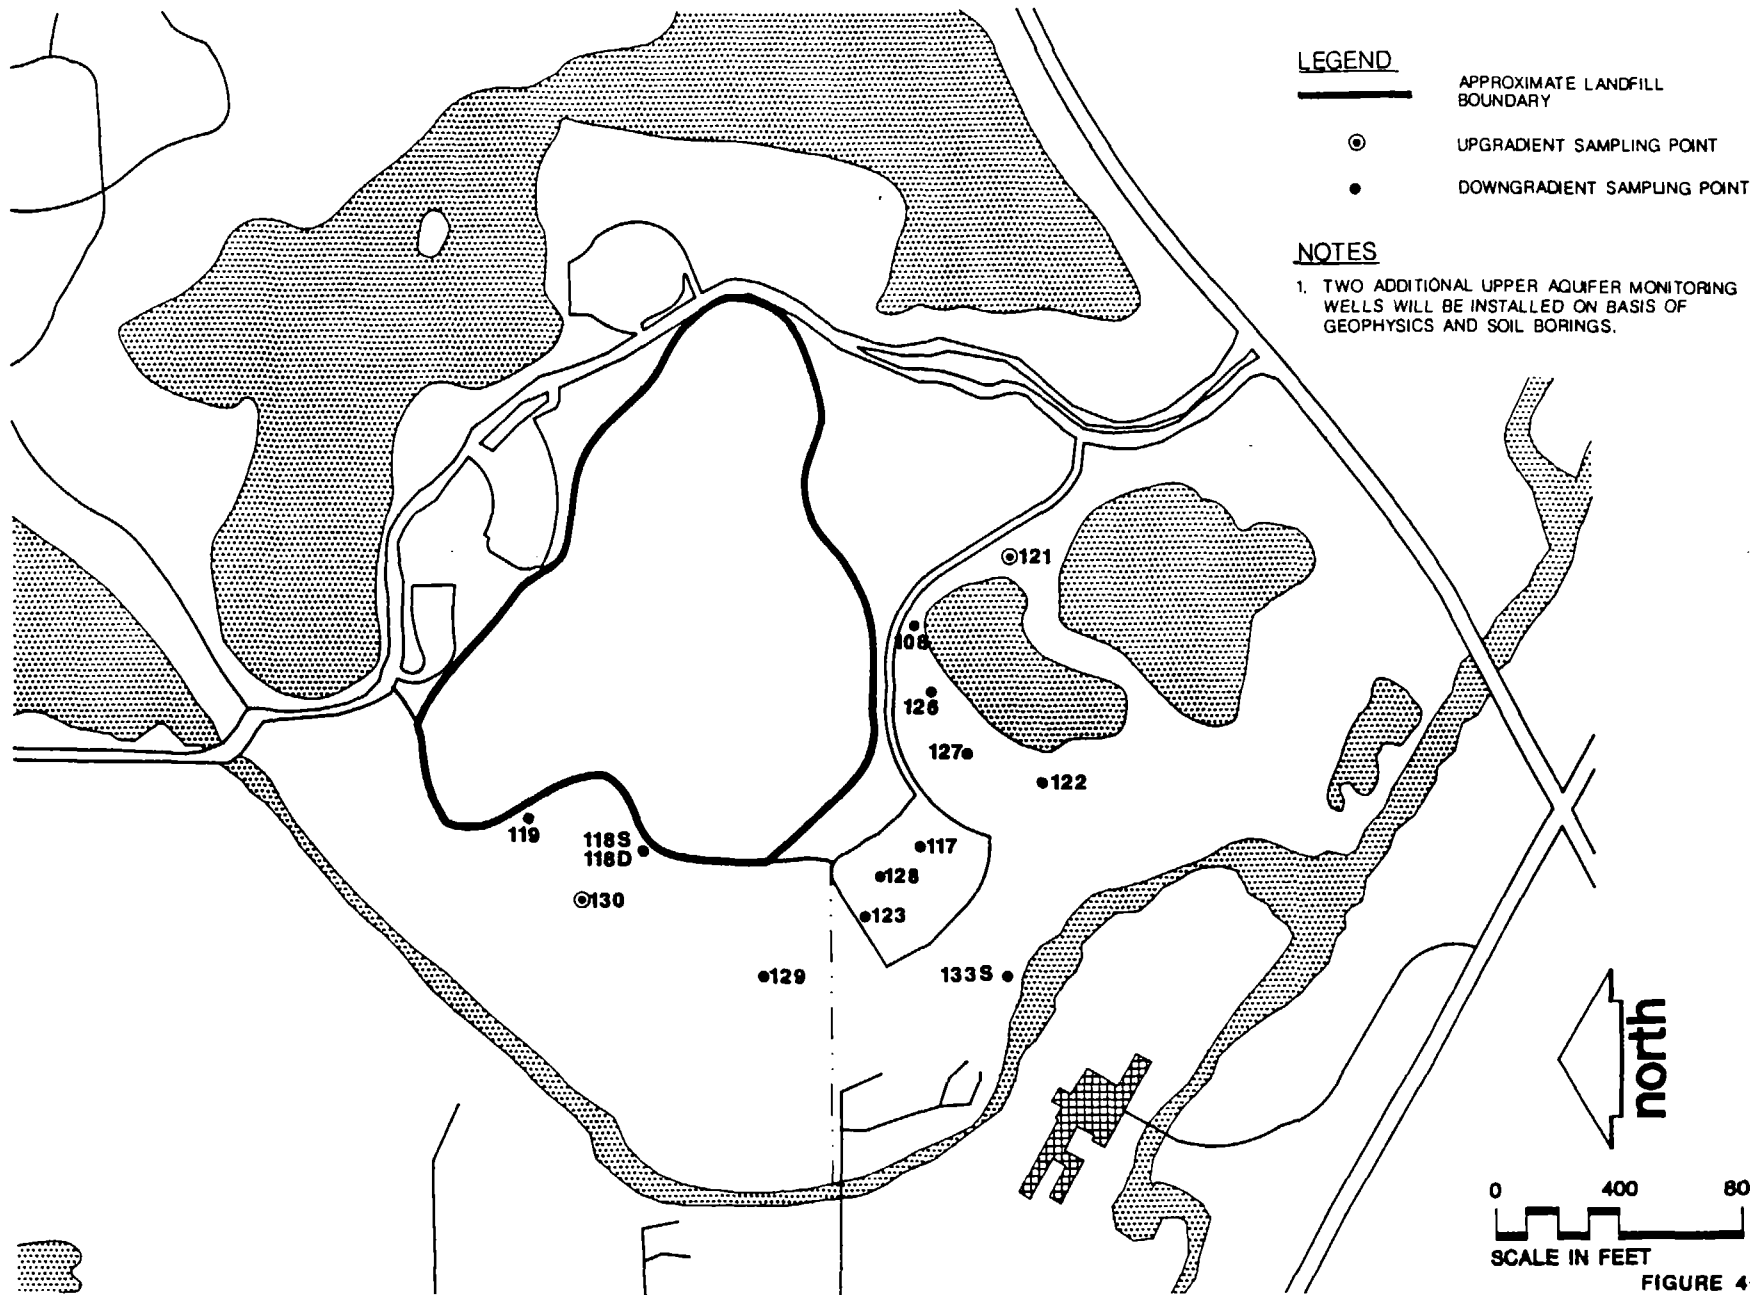 LEGEND
APPROXIMATE LANDFILL
BOUNDARY
UPGRADIENT SAMPLING POINT
DOWNGRADIENT SAMPLING POINT
NOTES
1. TWO ADDITIONAL UPPER AQUIFER MONITORING
WELLS WILL BE INSTALLED ON BASIS OF
GEOPHYSICS AND SOIL BORINGS.
121
108
126
127
122
119
118S
118D
117
128
130
123
129
133S
north
0 400 80
SCALE IN FEET
FIGURE 4